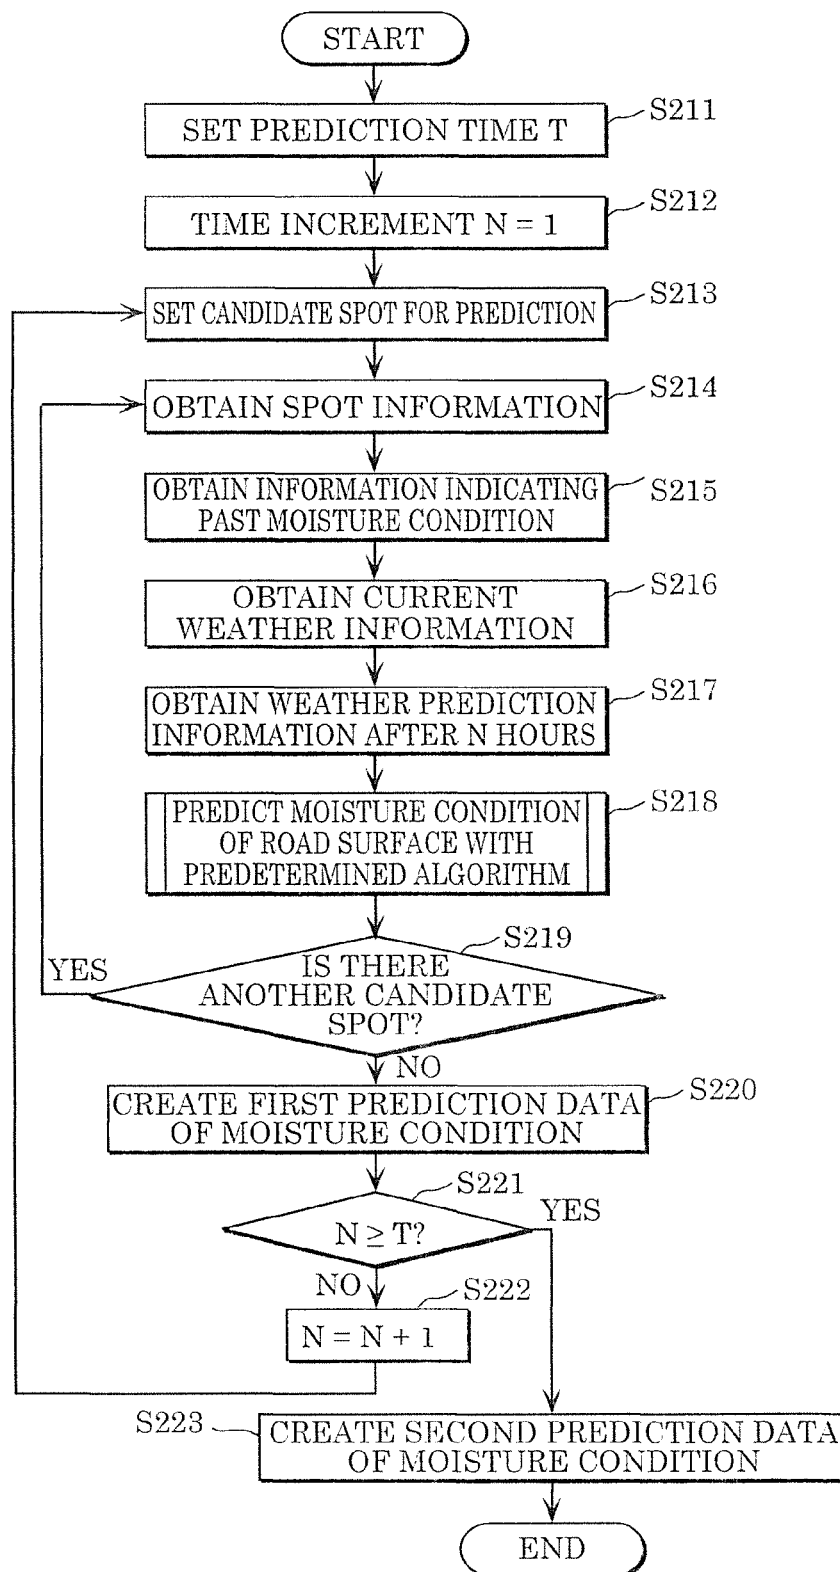 START
SET PREDICTION TIME T
S211
TIME INCREMENT N = 1
S212
SET CANDIDATE SPOT FOR PREDICTION
S213
OBTAIN SPOT INFORMATION
S214
OBTAIN INFORMATION INDICATING
PAST MOISTURE CONDITION
S215
OBTAIN CURRENT
WEATHER INFORMATION
S216
OBTAIN WEATHER PREDICTION
INFORMATION AFTER N HOURS
S217
PREDICT MOISTURE CONDITION
OF ROAD SURFACE WITH
PREDETERMINED ALGORITHM
S218
S219
YES
IS THERE
ANOTHER CANDIDATE
SPOT?
NO
CREATE FIRST PREDICTION DATA
OF MOISTURE CONDITION
S220
S221
N ≥ T?
YES
NO
S222
N = N + 1
S223
CREATE SECOND PREDICTION DATA
OF MOISTURE CONDITION
END